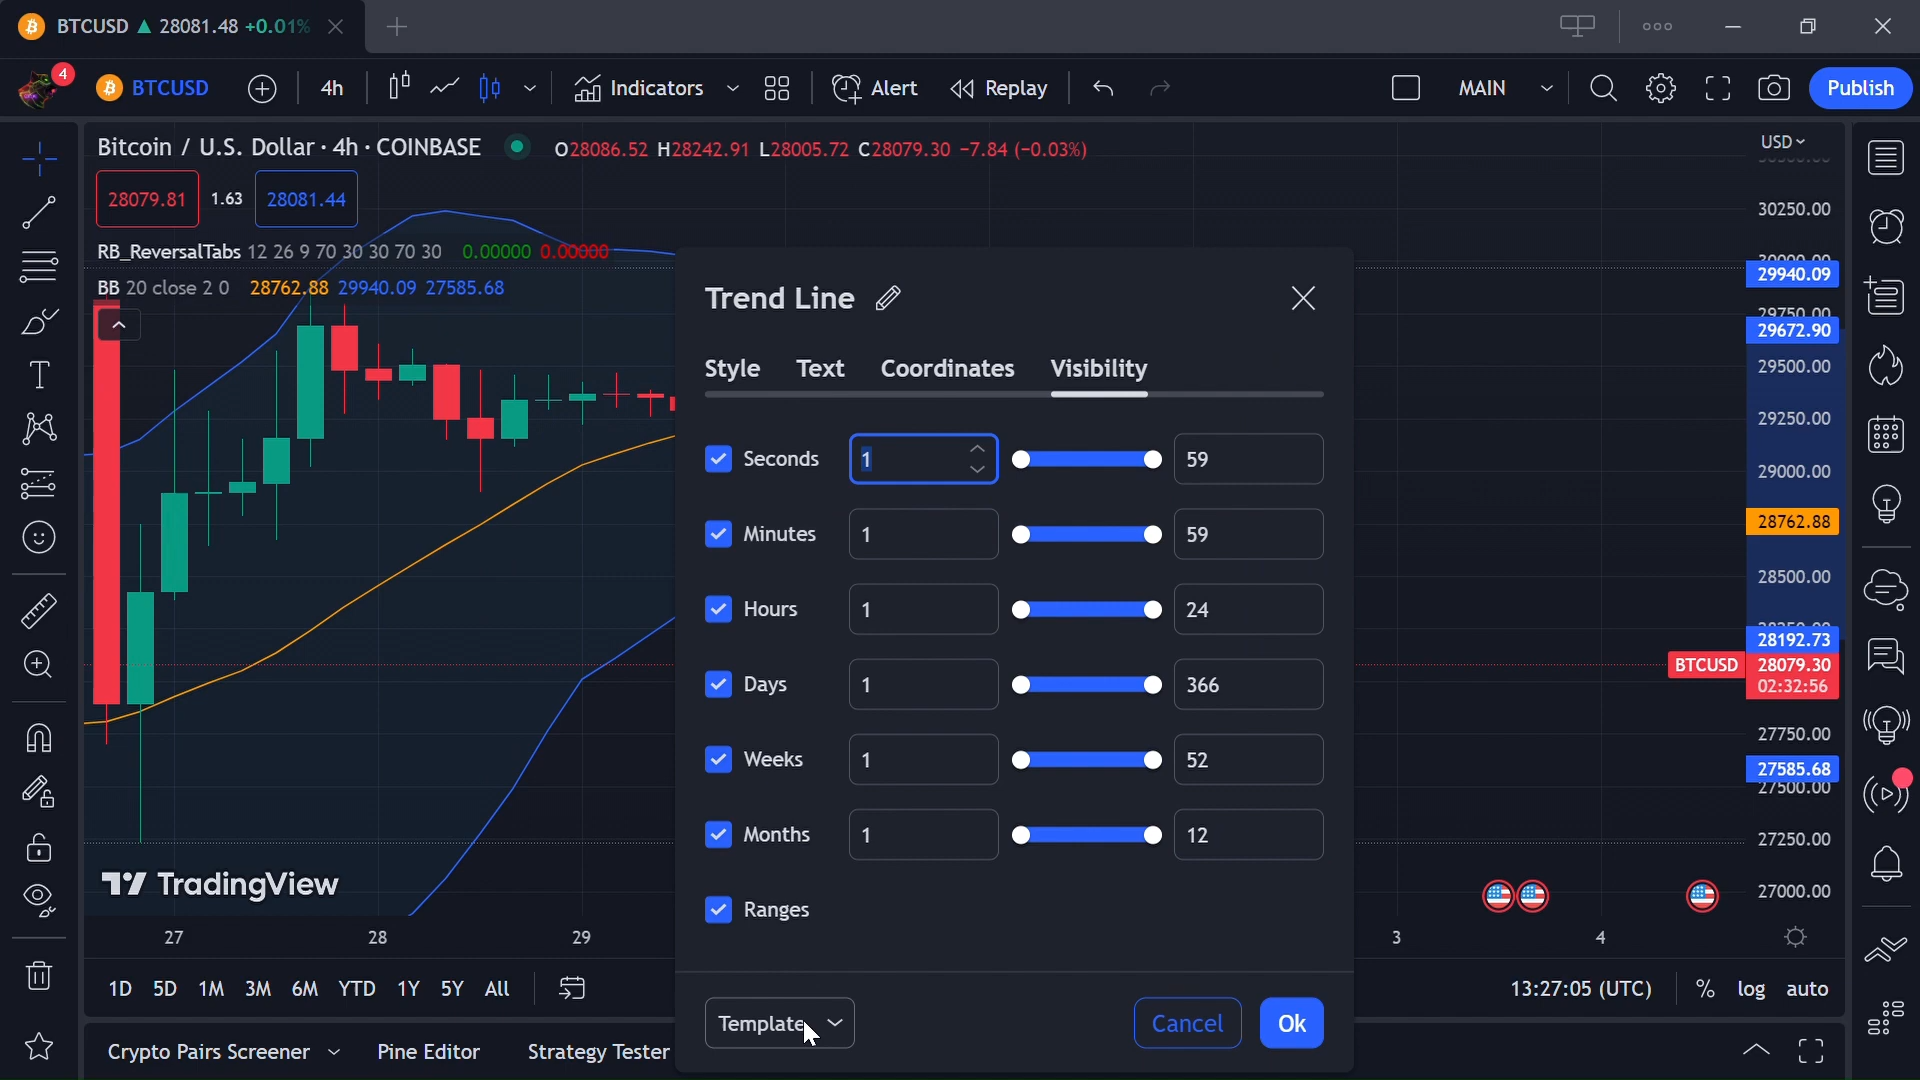 BTCUSD ▲ 28081.48 +0.01%
4 BTCUSD 4h Indicators Alert Replay MAIN Publish
Bitcoin / U.S. Dollar · 4h · COINBASE O28086.52 H28242.91 L28005.72 C28079.30 −7.84 (−0.03%)
USD
28079.81 1.63 28081.44
30250.00
RB_ReversalTabs 12 26 9 70 30 30 70 30 0.00000 0.00000
29940.09
BB 20 close 2 0 28762.88 29940.09 27585.68
29750.00
29672.90
29500.00
29250.00
29000.00
28762.88
28500.00
28192.73
BTCUSD 28079.30
02:32:56
27750.00
27585.68
27500.00
27250.00
27000.00
Trend Line
Style Text Coordinates Visibility
Seconds 1 59
Minutes 1 59
Hours 1 24
Days 1 366
Weeks 1 52
Months 1 12
Ranges
Template Cancel Ok
TradingView
27 28 29 3 4
1D 5D 1M 3M 6M YTD 1Y 5Y All 13:27:05 (UTC) % log auto
Crypto Pairs Screener Pine Editor Strategy Tester